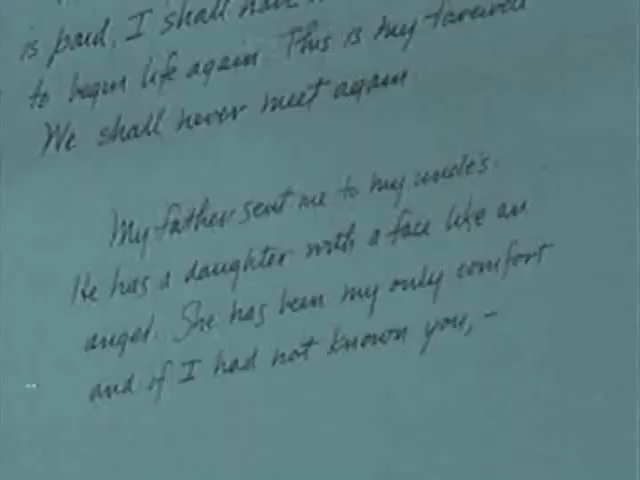 is paid, I shall have
to begin life again. This is my farewell
We shall never meet again.
My father sent me to my uncle's.
He has a daughter with a face like an
angel. She has been my only comfort
and if I had not known you,-